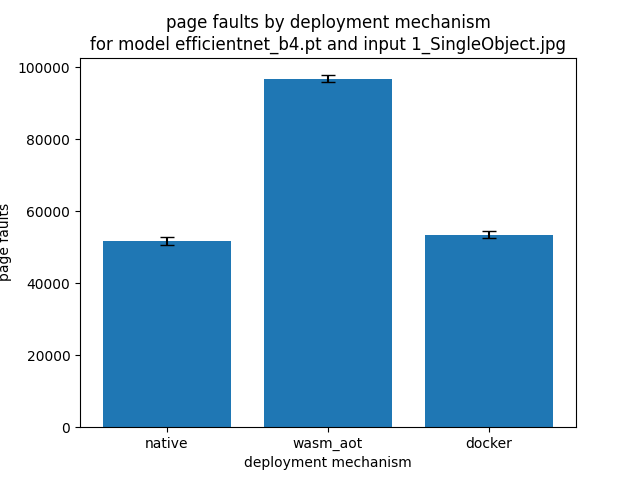 page faults by deployment mechanism
for model efficientnet_b4.pt and input 1_SingleObject.jpg
100000
80000
60000
40000
20000
0
page faults
native
wasm_aot
docker
deployment mechanism